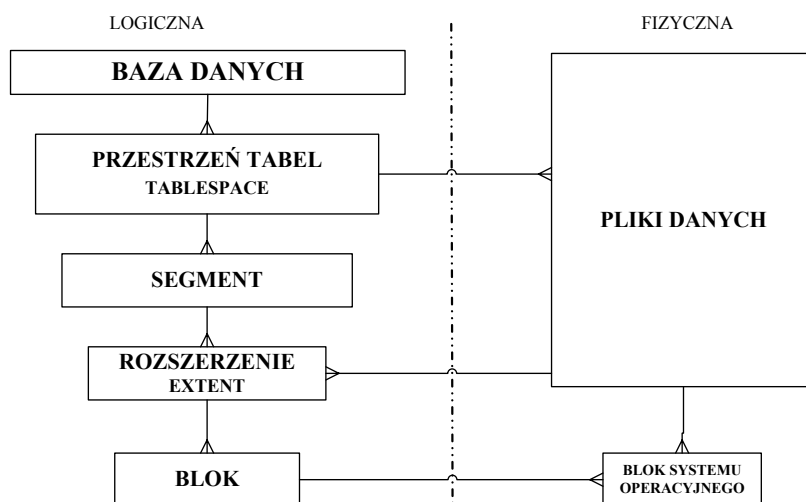 LOGICZNA
FIZYCZNA
BAZA DANYCH
PRZESTRZEŃ TABEL
TABLESPACE
PLIKI DANYCH
SEGMENT
ROZSZERZENIE
EXTENT
BLOK
BLOK SYSTEMU
OPERACYJNEGO